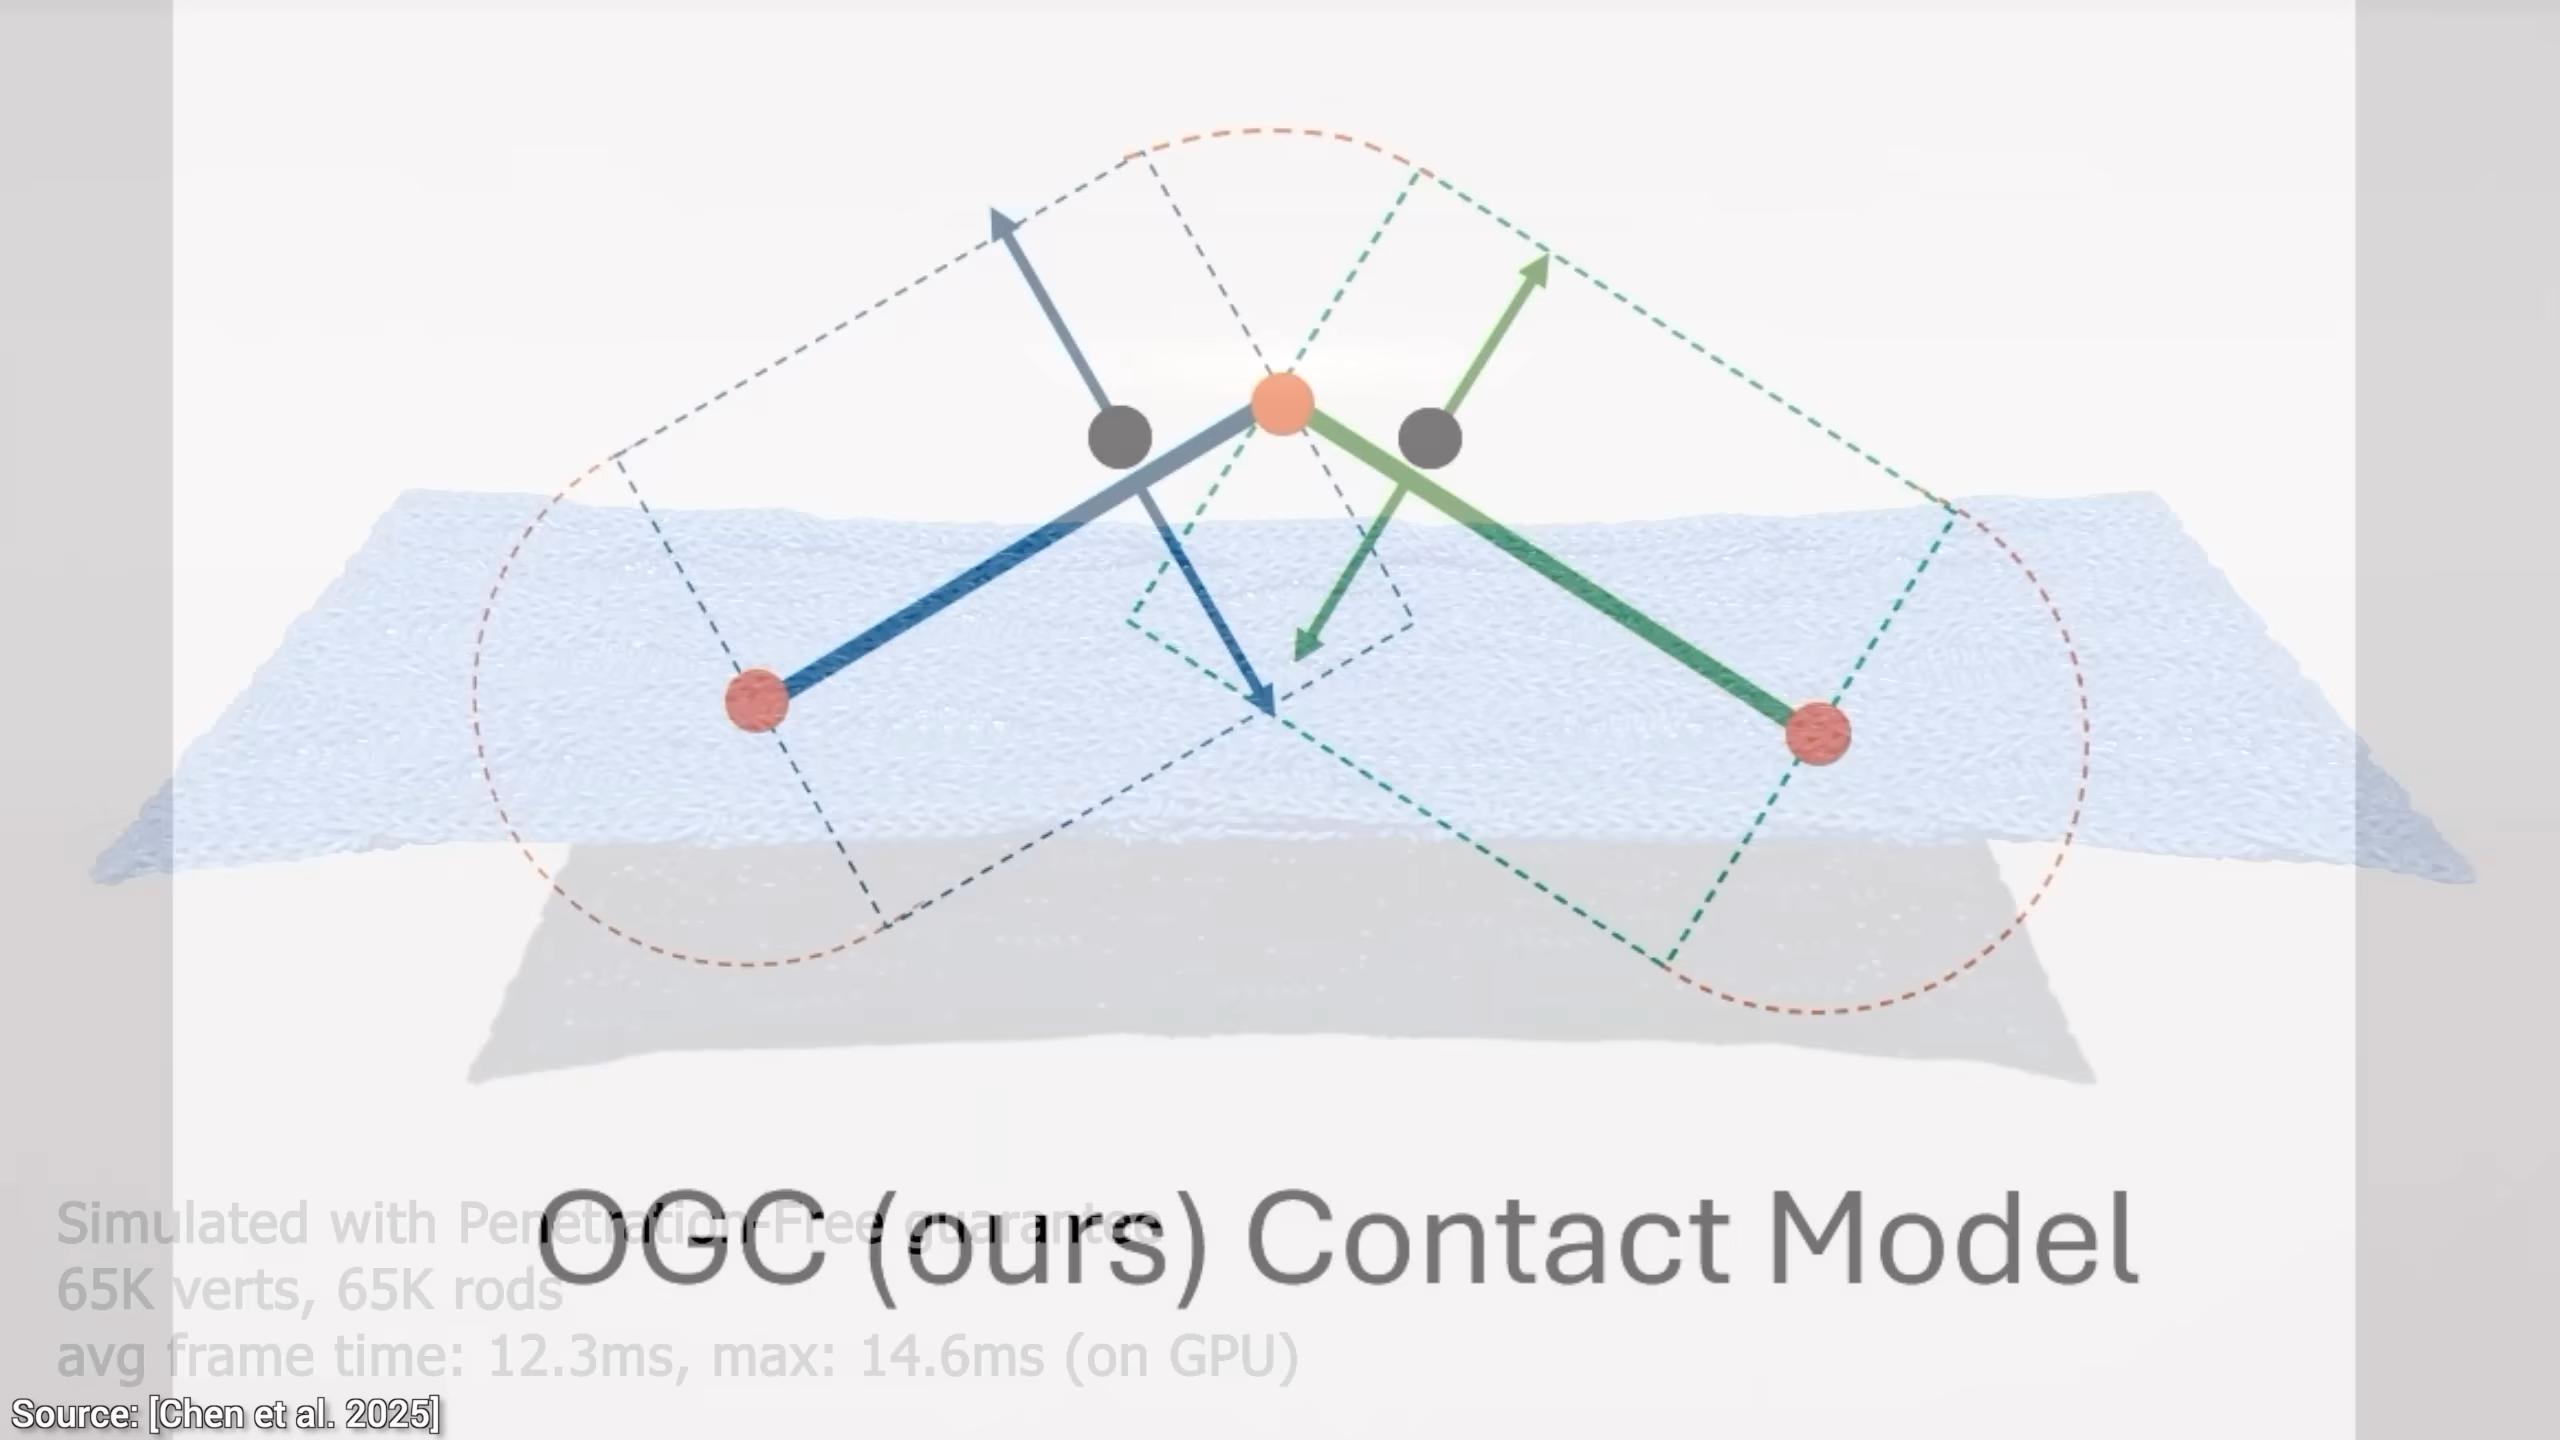 OGC (ours) Contact Model
Simulated with Penetration-Free guarantee
65K verts, 65K rods
avg frame time: 12.3ms, max: 14.6ms (on GPU)
Source: [Chen et al. 2025]